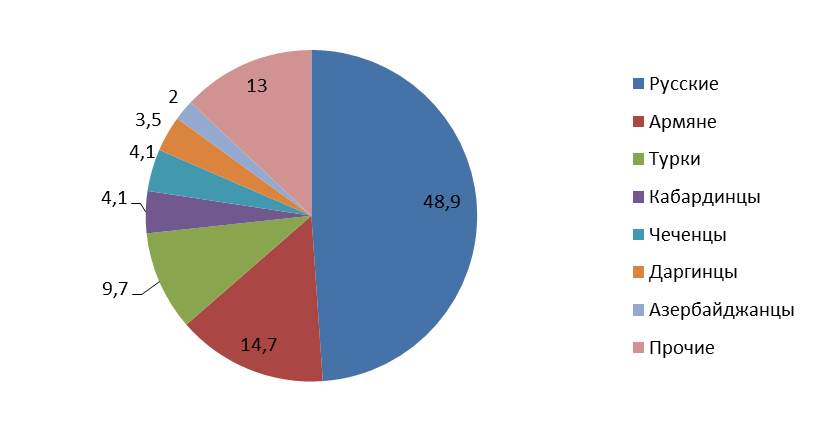 13
2
3,5
4,1
4,1
9,7
14,7
48,9
Русские
Армяне
Турки
Кабардинцы
Чеченцы
Даргинцы
Азербайджанцы
Прочие